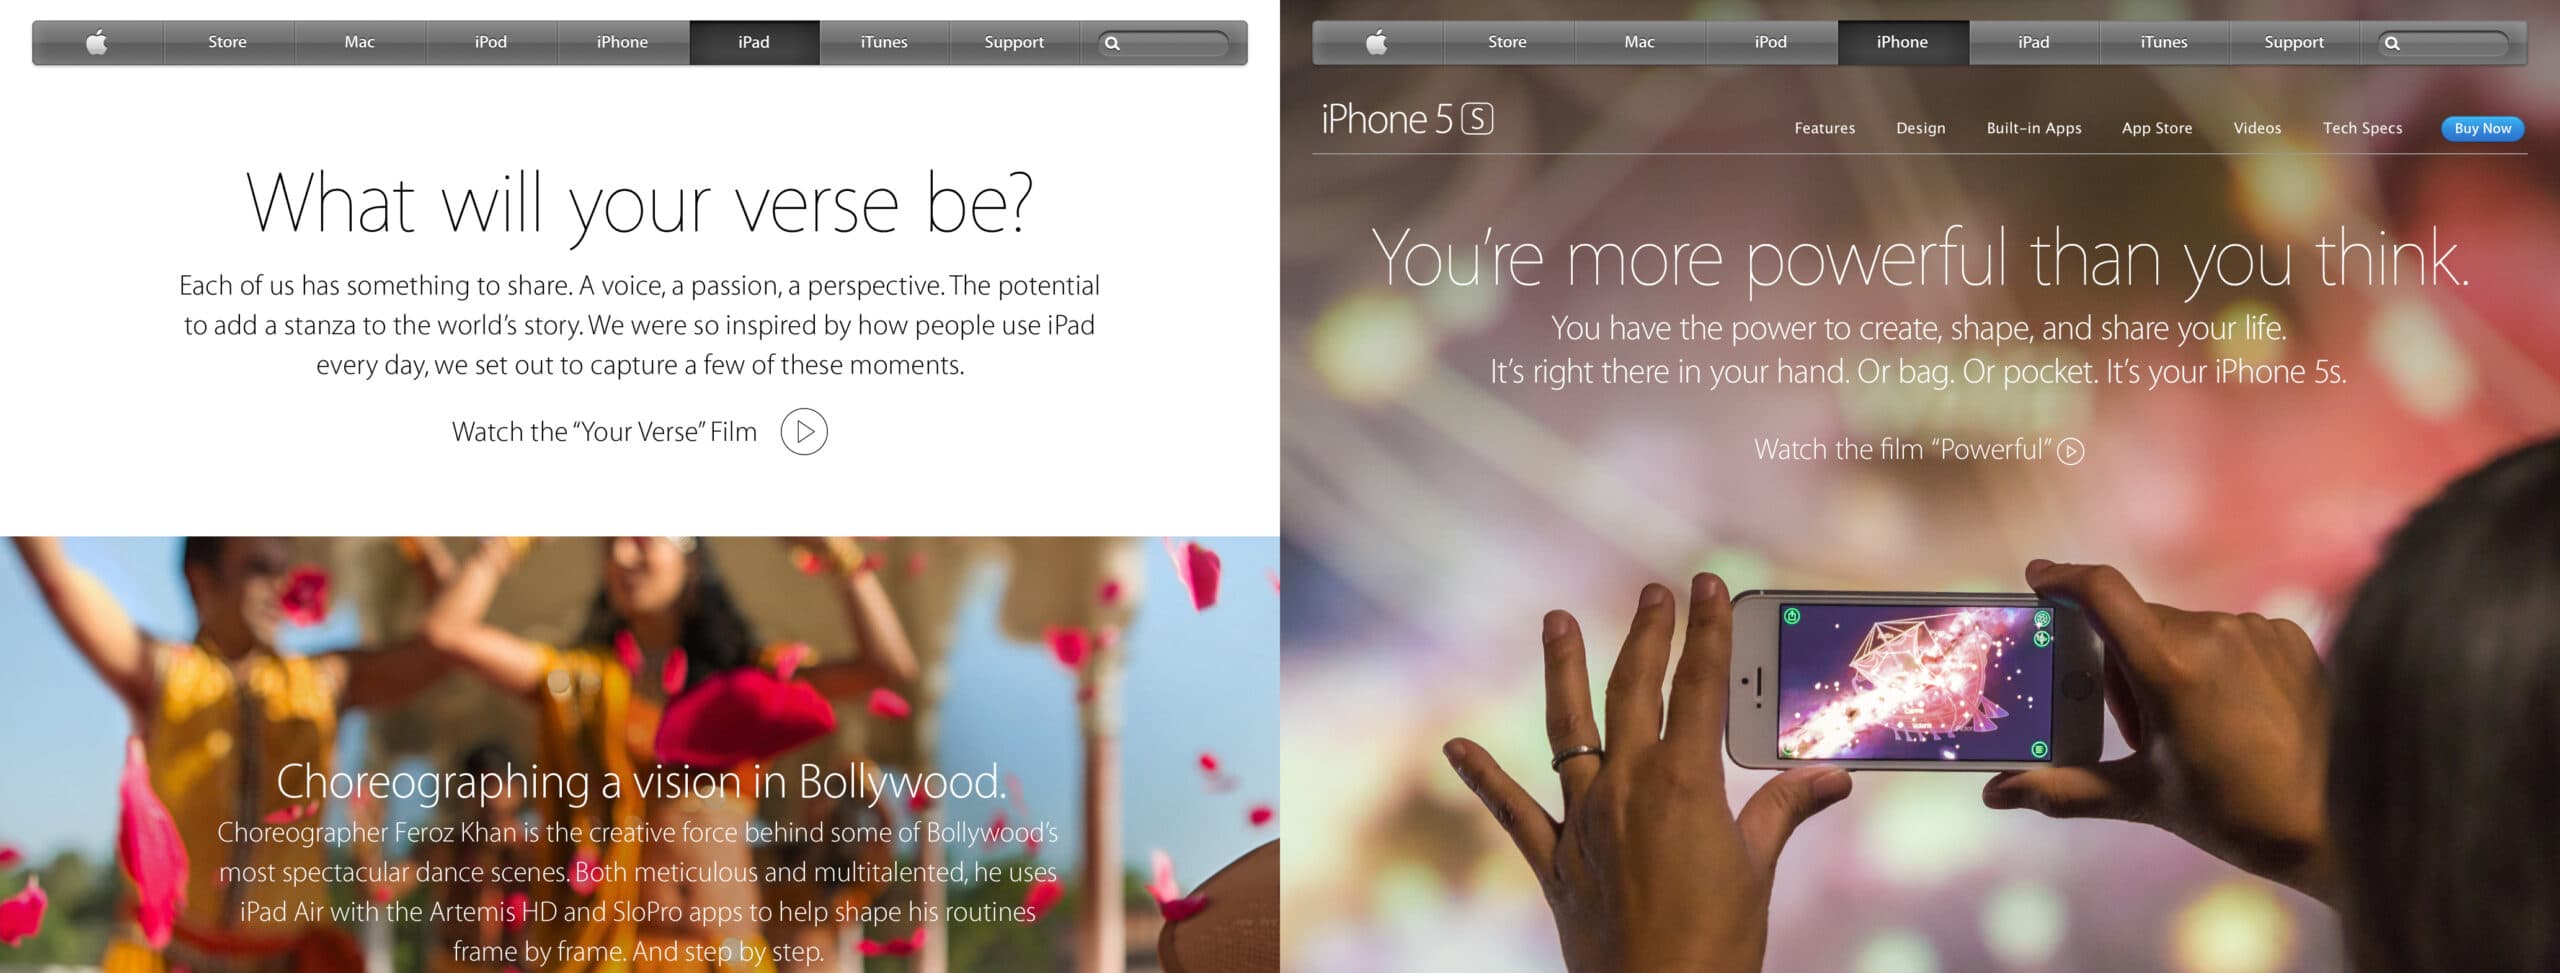 Store Mac iPod iPhone iPad iTunes Support
What will your verse be?
Each of us has something to share. A voice, a passion, a perspective. The potential
to add a stanza to the world’s story. We were so inspired by how people use iPad
every day, we set out to capture a few of these moments.
Watch the “Your Verse” Film
Choreographing a vision in Bollywood.
Choreographer Feroz Khan is the creative force behind some of Bollywood’s
most spectacular dance scenes. Both meticulous and multitalented, he uses
iPad Air with the Artemis HD and SloPro apps to help shape his routines
frame by frame. And step by step.
Store Mac iPod iPhone iPad iTunes Support
iPhone 5 S
Features Design Built-in Apps App Store Videos Tech Specs Buy Now
You’re more powerful than you think.
You have the power to create, shape, and share your life.
It’s right there in your hand. Or bag. Or pocket. It’s your iPhone 5s.
Watch the film “Powerful”